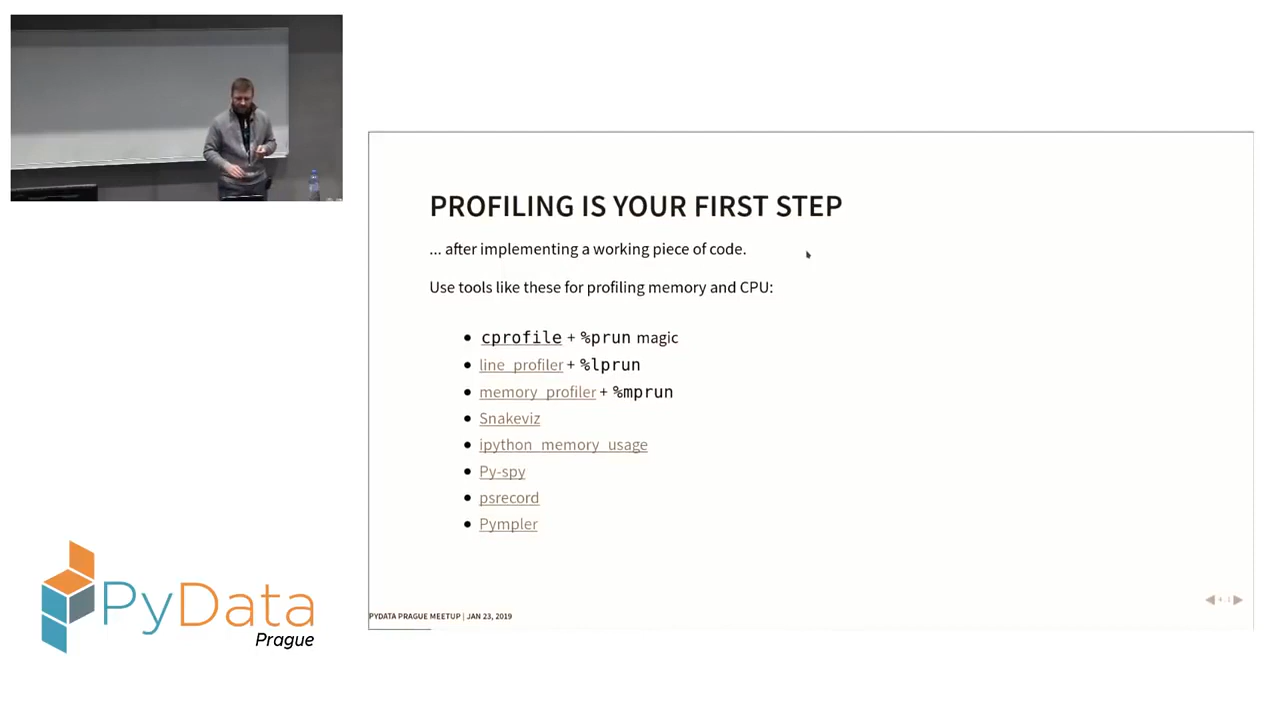 PROFILING IS YOUR FIRST STEP
... after implementing a working piece of code.
Use tools like these for profiling memory and CPU:
cprofile + %prun magic
line_profiler + %lprun
memory_profiler + %mprun
Snakeviz
ipython_memory_usage
Py-spy
psrecord
Pympler
PyData
Prague
PYDATA PRAGUE MEETUP | JAN 23, 2019